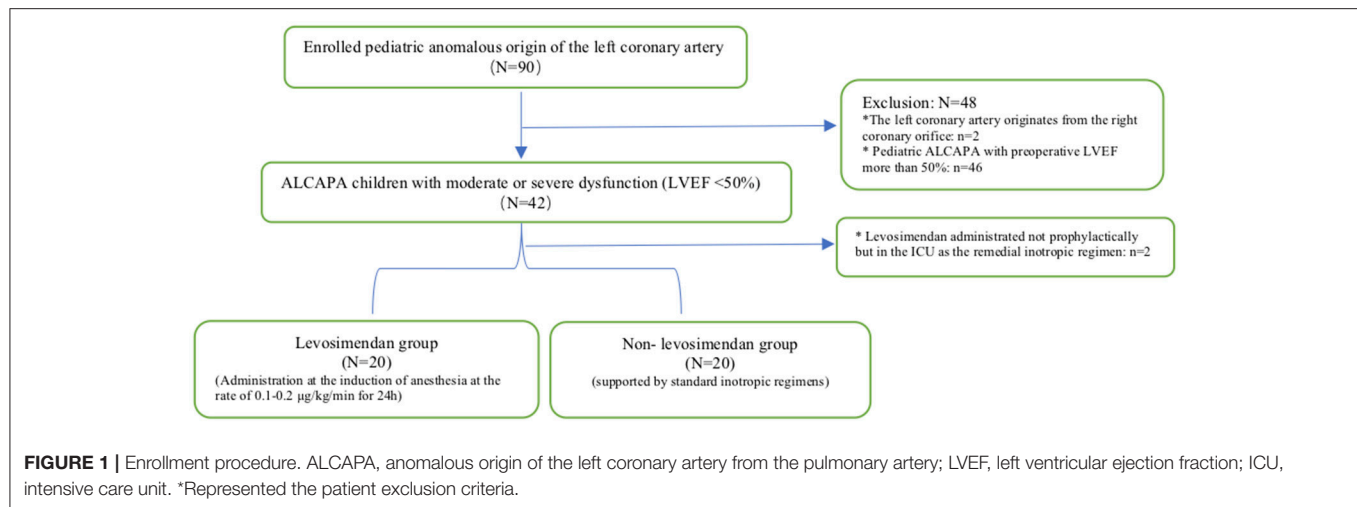 Enrolled pediatric anomalous origin of the left coronary artery
(N=90)
Exclusion: N=48
*The left coronary artery originates from the right
coronary orifice: n=2
* Pediatric ALCAPA with preoperative LVEF
more than 50%: n=46
ALCAPA children with moderate or severe dysfunction (LVEF <50%)
(N=42)
* Levosimendan administrated not prophylactically
but in the ICU as the remedial inotropic regimen: n=2
Levosimendan group
(N=20)
(Administration at the induction of anesthesia at the
rate of 0.1-0.2 μg/kg/min for 24h)
Non- levosimendan group
(N=20)
(supported by standard inotropic regimens)
FIGURE 1 | Enrollment procedure. ALCAPA, anomalous origin of the left coronary artery from the pulmonary artery; LVEF, left ventricular ejection fraction; ICU,
intensive care unit. *Represented the patient exclusion criteria.